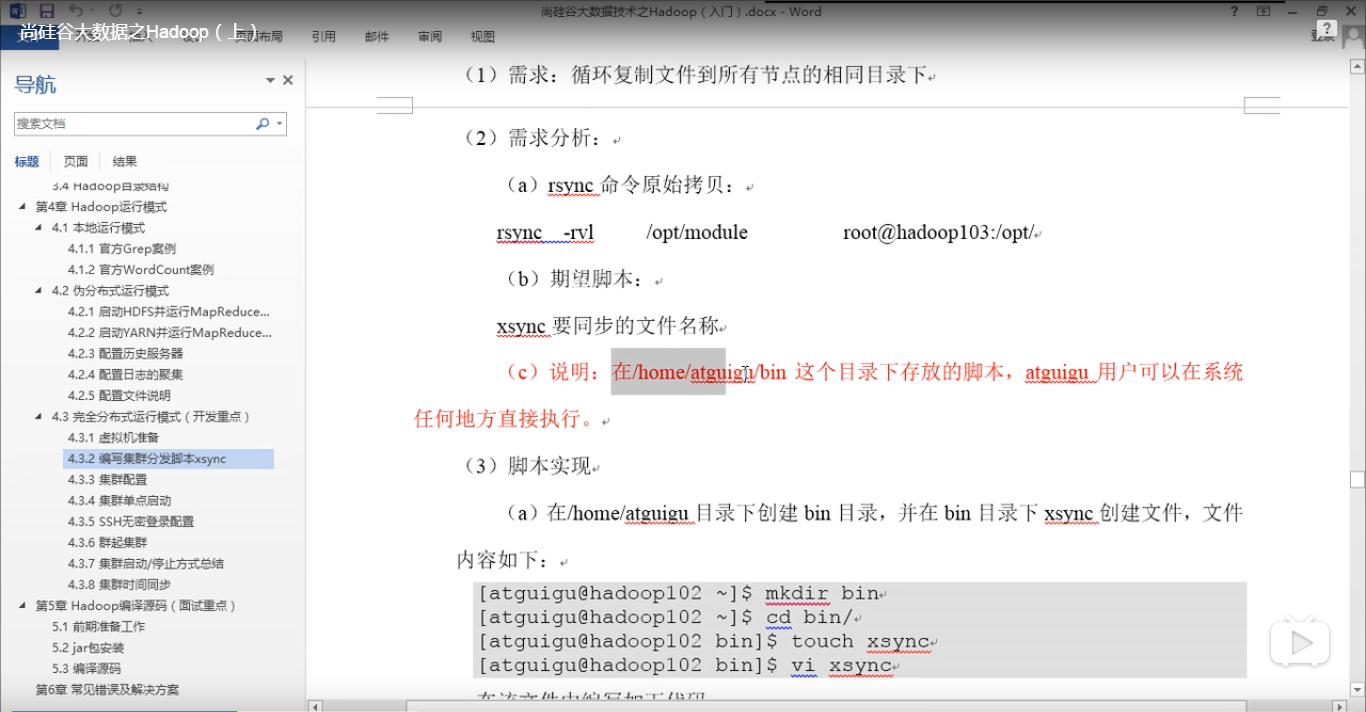 尚硅谷大数据技术之Hadoop（入门）.docx - Word
尚硅谷大数据之Hadoop（上）
页面布局 引用 邮件 审阅 视图
登录
导航
搜索文档
标题 页面 结果
3.4 Hadoop目录结构
第4章 Hadoop运行模式
4.1 本地运行模式
4.1.1 官方Grep案例
4.1.2 官方WordCount案例
4.2 伪分布式运行模式
4.2.1 启动HDFS并运行MapReduce...
4.2.2 启动YARN并运行MapReduce...
4.2.3 配置历史服务器
4.2.4 配置日志的聚集
4.2.5 配置文件说明
4.3 完全分布式运行模式（开发重点）
4.3.1 虚拟机准备
4.3.2 编写集群分发脚本xsync
4.3.3 集群配置
4.3.4 集群单点启动
4.3.5 SSH无密登录配置
4.3.6 群起集群
4.3.7 集群启动/停止方式总结
4.3.8 集群时间同步
第5章 Hadoop编译源码（面试重点）
5.1 前期准备工作
5.2 jar包安装
5.3 编译源码
第6章 常见错误及解决方案
（1）需求：循环复制文件到所有节点的相同目录下
（2）需求分析：
（a）rsync 命令原始拷贝：
rsync -rvl /opt/module root@hadoop103:/opt/
（b）期望脚本：
xsync 要同步的文件名称
（c）说明：在/home/atguigu/bin 这个目录下存放的脚本，atguigu 用户可以在系统
任何地方直接执行。
（3）脚本实现
（a）在/home/atguigu 目录下创建 bin 目录，并在 bin 目录下 xsync 创建文件，文件
内容如下：
[atguigu@hadoop102 ~]$ mkdir bin
[atguigu@hadoop102 ~]$ cd bin/
[atguigu@hadoop102 bin]$ touch xsync
[atguigu@hadoop102 bin]$ vi xsync
在该文件中编写如下代码